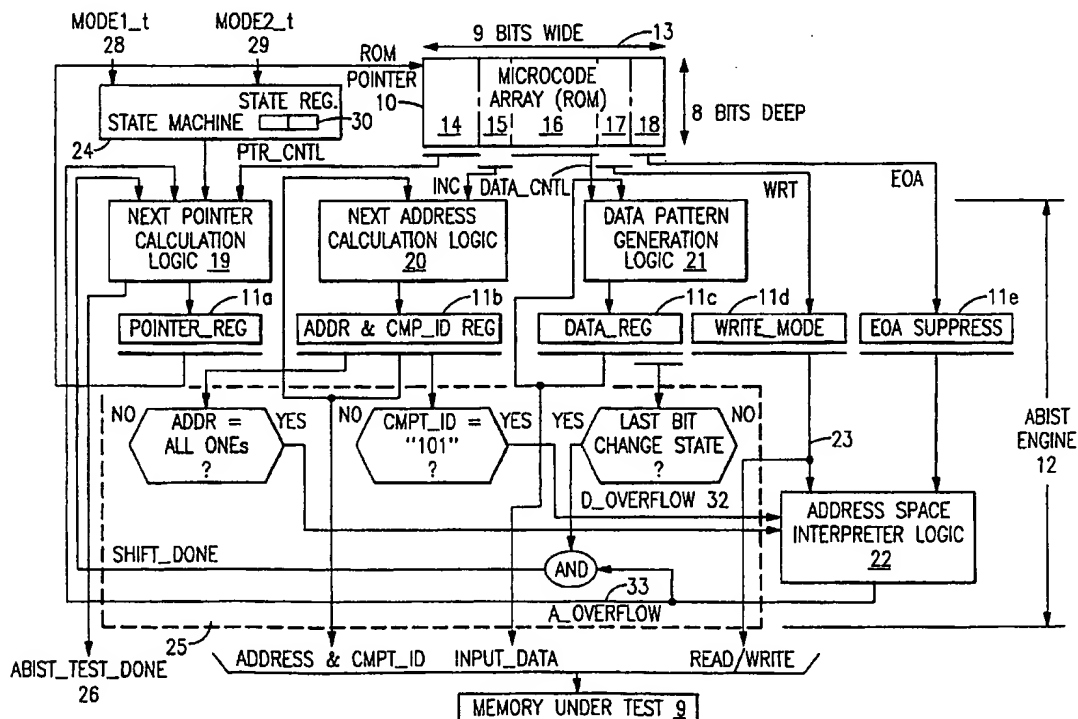 MODE1_t
28
MODE2_t
29
9 BITS WIDE
13
ROM
POINTER
10
MICROCODE
ARRAY (ROM)
14 15 16 17 18
8 BITS DEEP
STATE REG.
STATE MACHINE
30
24
PTR_CNTL
INC
DATA_CNTL
WRT
EOA
NEXT POINTER
CALCULATION
LOGIC 19
NEXT ADDRESS
CALCULATION LOGIC
20
DATA PATTERN
GENERATION
LOGIC 21
11a
11b
11c
11d
11e
POINTER_REG
ADDR & CMP_ID REG
DATA_REG
WRITE_MODE
EOA SUPPRESS
ABIST
ENGINE
12
NO
ADDR =
ALL ONEs
?
YES
NO
CMPT_ID =
"101"
?
YES
YES
LAST BIT
CHANGE STATE
?
NO
23
D_OVERFLOW 32
ADDRESS SPACE
INTERPRETER LOGIC
22
SHIFT_DONE
AND
33
A_OVERFLOW
25
ABIST_TEST_DONE
26
ADDRESS & CMPT_ID
INPUT_DATA
READ/WRITE
MEMORY UNDER TEST 9